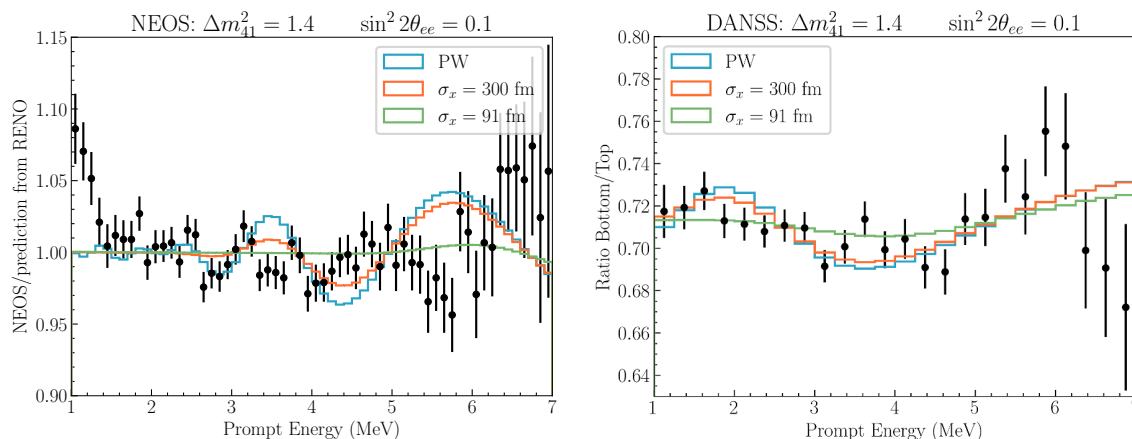 NEOS: Δm²₄₁ = 1.4 sin² 2θₑₑ = 0.1
1.15
1.10
1.05
1.00
0.95
0.90
NEOS/prediction from RENO
PW
σₓ = 300 fm
σₓ = 91 fm
1 2 3 4 5 6 7
Prompt Energy (MeV)
DANSS: Δm²₄₁ = 1.4 sin² 2θₑₑ = 0.1
0.80
0.76
0.72
0.70
0.68
0.66
0.64
Ratio Bottom/Top
PW
σₓ = 300 fm
σₓ = 91 fm
1 2 3 4 5 6
Prompt Energy (MeV)